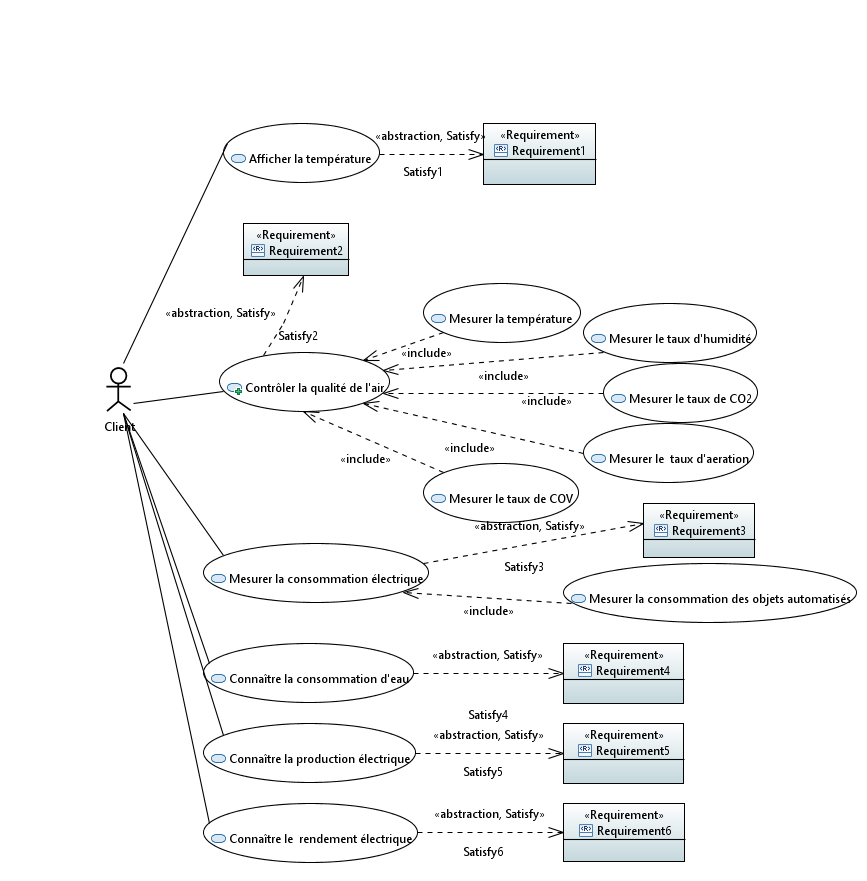 «abstraction, Satisfy»
«Requirement»
Requirement1
Afficher la température
Satisfy1
«Requirement»
Requirement2
«abstraction, Satisfy»
Satisfy2
Mesurer la température
Mesurer le taux d'humidité
«include»
«include»
Contrôler la qualité de l'air
Mesurer le taux de CO2
«include»
Client
«include»
Mesurer le  taux d'aeration
«include»
Mesurer le taux de COV
«Requirement»
Requirement3
«abstraction, Satisfy»
Satisfy3
Mesurer la consommation électrique
Mesurer la consommation des objets automatisés
«include»
«abstraction, Satisfy»
«Requirement»
Requirement4
Connaître la consommation d'eau
Satisfy4
«abstraction, Satisfy»
«Requirement»
Requirement5
Connaître la production électrique
Satisfy5
«abstraction, Satisfy»
«Requirement»
Requirement6
Connaître le  rendement électrique
Satisfy6